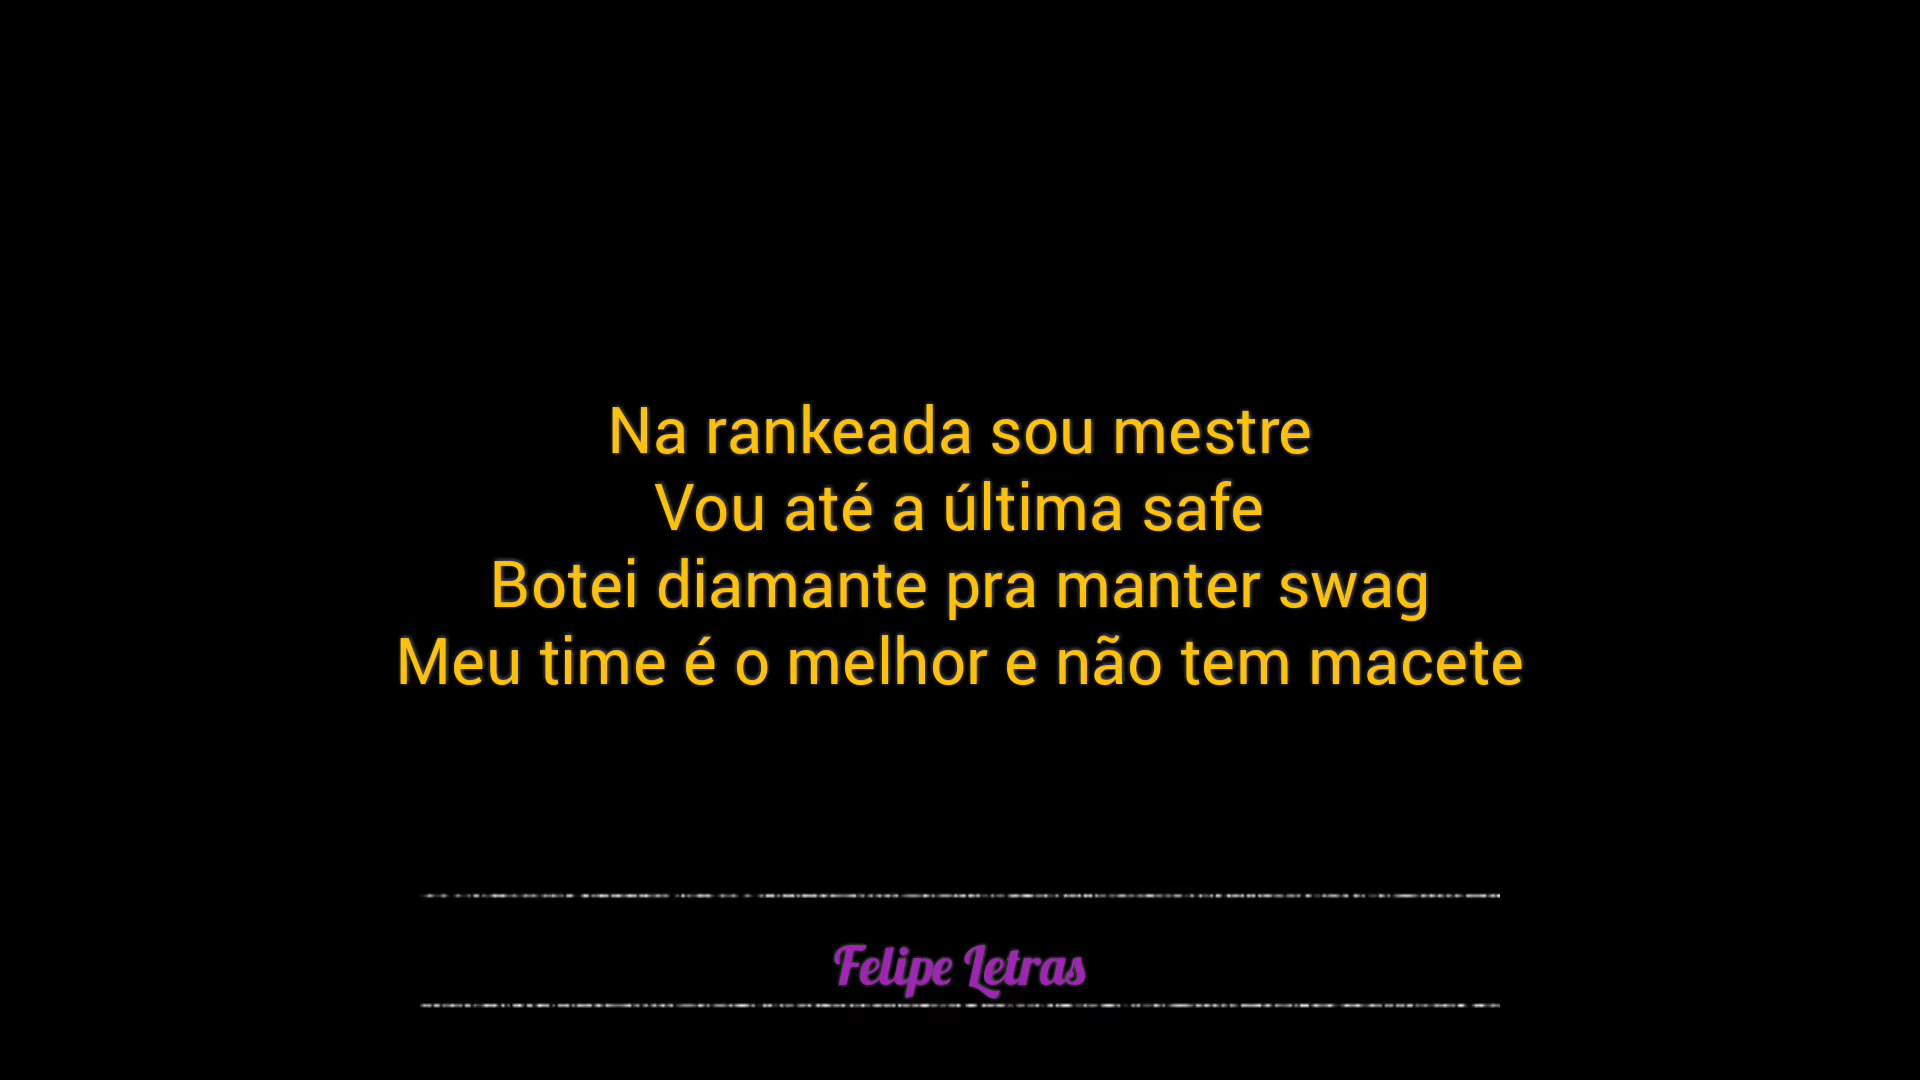 Na rankeada sou mestre
Vou até a última safe
Botei diamante pra manter swag
Meu time é o melhor e não tem macete
Felipe Letras